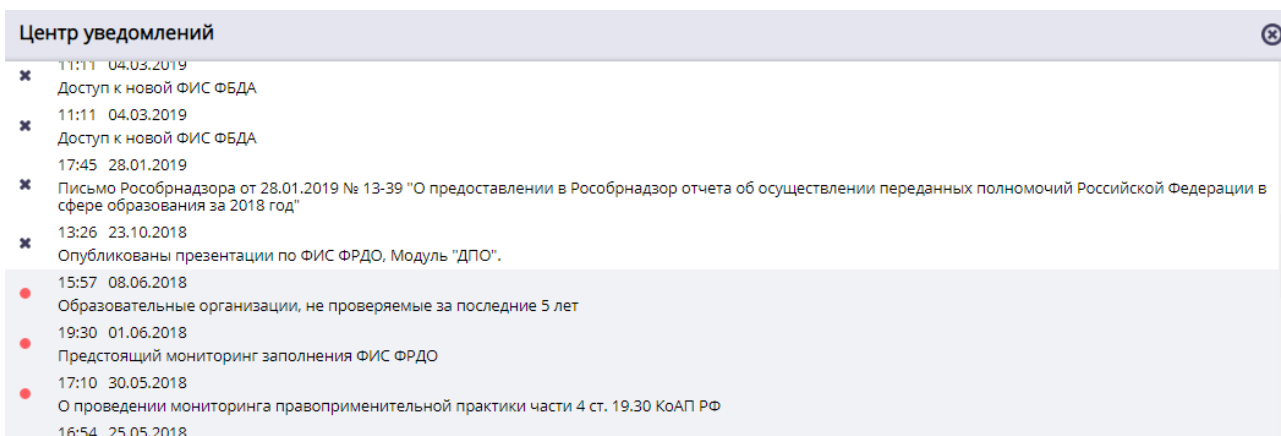 Центр уведомлений
11:11 04.03.2019
Доступ к новой ФИС ФБДА
11:11 04.03.2019
Доступ к новой ФИС ФБДА
17:45 28.01.2019
Письмо Рособрнадзора от 28.01.2019 № 13-39 "О предоставлении в Рособрнадзор отчета об осуществлении переданных полномочий Российской Федерации в
сфере образования за 2018 год"
13:26 23.10.2018
Опубликованы презентации по ФИС ФРДО, Модуль "ДПО".
15:57 08.06.2018
Образовательные организации, не проверяемые за последние 5 лет
19:30 01.06.2018
Предстоящий мониторинг заполнения ФИС ФРДО
17:10 30.05.2018
О проведении мониторинга правоприменительной практики части 4 ст. 19.30 КоАП РФ
16:54 25.05.2018